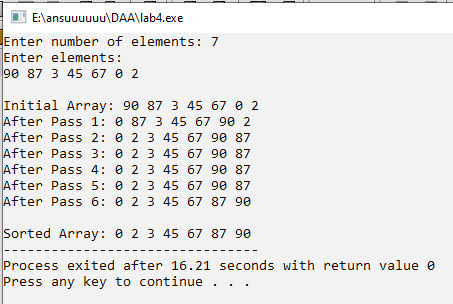 E:\ansuuuuuu\DAA\lab4.exe
Enter number of elements: 7
Enter elements:
90 87 3 45 67 0 2
Initial Array: 90 87 3 45 67 0 2
After Pass 1: 0 87 3 45 67 90 2
After Pass 2: 0 2 3 45 67 90 87
After Pass 3: 0 2 3 45 67 90 87
After Pass 4: 0 2 3 45 67 90 87
After Pass 5: 0 2 3 45 67 90 87
After Pass 6: 0 2 3 45 67 87 90
Sorted Array: 0 2 3 45 67 87 90
--------------------------------
Process exited after 16.21 seconds with return value 0
Press any key to continue . . .